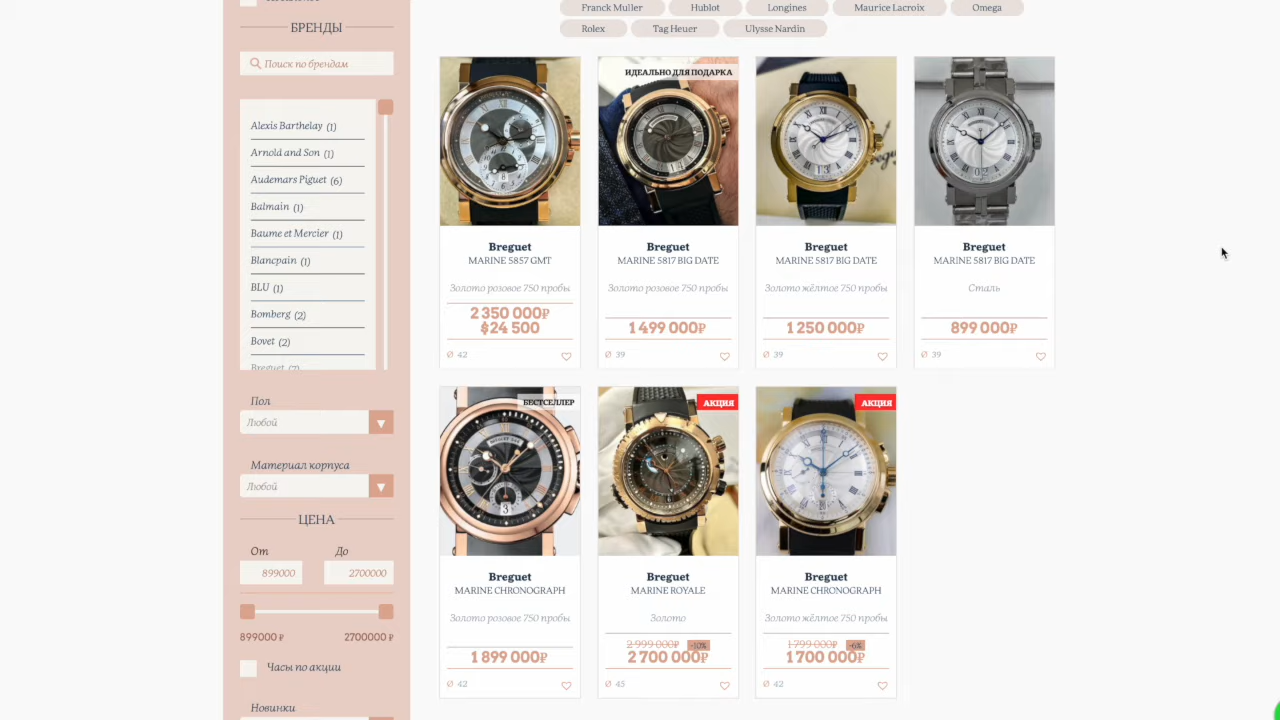 БРЕНДЫ
Поиск по брендам
Alexis Barthelay (1)
Arnold and Son (1)
Audemars Piguet (6)
Balmain (1)
Baume et Mercier (1)
Blancpain (1)
BLU (1)
Bomberg (2)
Bovet (2)
Breguet (7)
Пол
Любой
Материал корпуса
Любой
ЦЕНА
От
До
899000
2700000
899000 ₽
2700000 ₽
Часы по акции
Новинки
Franck Muller
Hublot
Longines
Maurice Lacroix
Omega
Rolex
Tag Heuer
Ulysse Nardin
Breguet
MARINE 5857 GMT
Золото розовое 750 пробы
2 350 000₽
$24 500
Ø 42
ИДЕАЛЬНО ДЛЯ ПОДАРКА
Breguet
MARINE 5817 BIG DATE
Золото розовое 750 пробы
1 499 000₽
Ø 39
Breguet
MARINE 5817 BIG DATE
Золото жёлтое 750 пробы
1 250 000₽
Ø 39
Breguet
MARINE 5817 BIG DATE
Сталь
899 000₽
Ø 39
БЕСТСЕЛЛЕР
Breguet
MARINE CHRONOGRAPH
Золото розовое 750 пробы
1 899 000₽
Ø 42
АКЦИЯ
Breguet
MARINE ROYALE
Золото
2 999 000₽ -10%
2 700 000₽
Ø 45
АКЦИЯ
Breguet
MARINE CHRONOGRAPH
Золото жёлтое 750 пробы
1 799 000₽ -6%
1 700 000₽
Ø 42